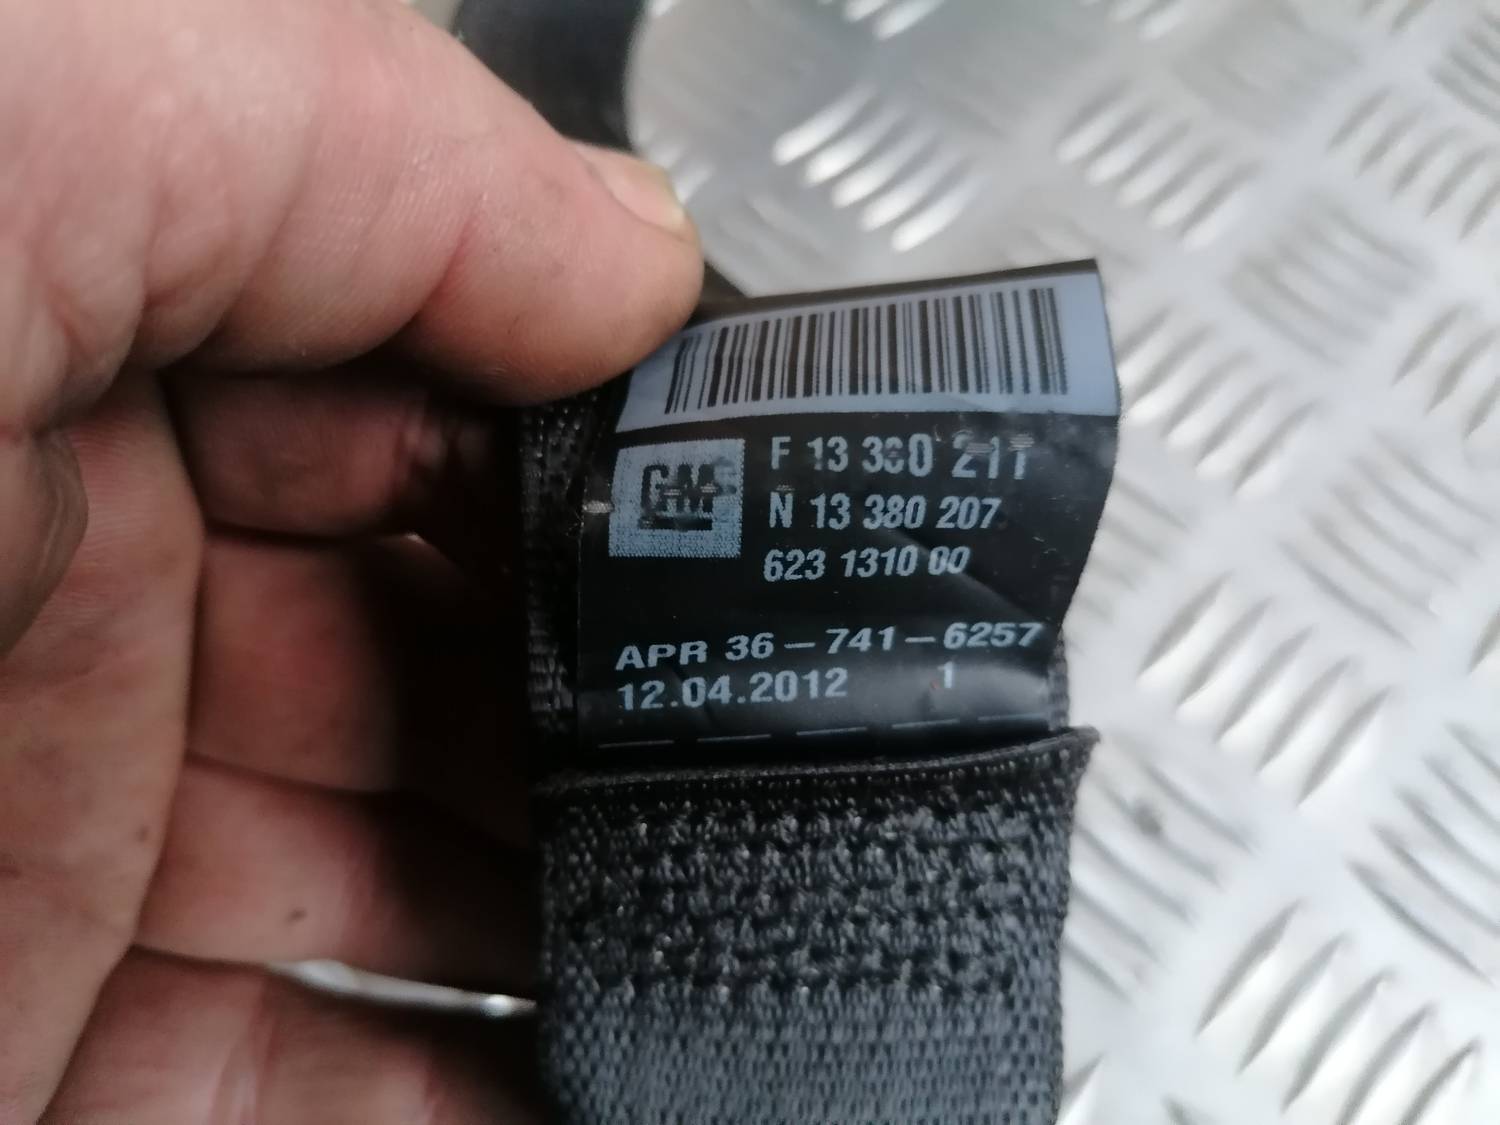 GM
F 13 380 211
N 13 380 207
623 1310 00
APR 36-741-6257
12.04.2012 1